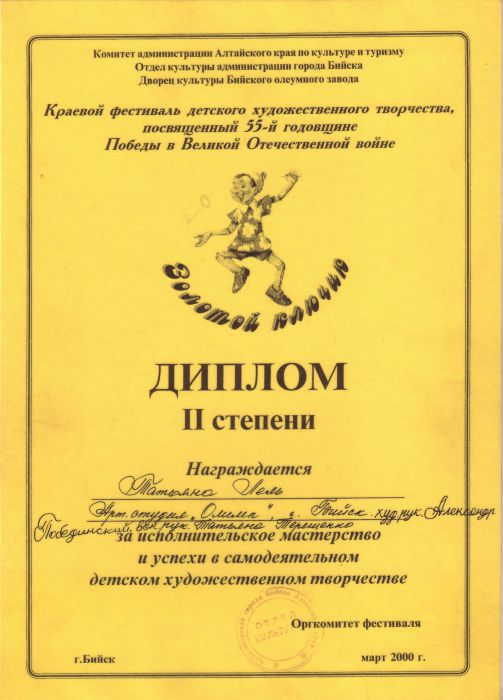 Комитет администрации Алтайского края по культуре и туризму
Отдел культуры администрации города Бийска
Дворец культуры Бийского олеумного завода
Краевой фестиваль детского художественного творчества,
посвященный 55-й годовщине
Победы в Великой Отечественной войне
Золотой ключик
ДИПЛОМ
II степени
Награждается
Татьяна Лель
Арт. студия "Олимп", г. Бийск. худ. рук. Александр
Побединский рук. Татьяна Терещенко
за исполнительское мастерство
и успехи в самодеятельном
детском художественном творчестве
Оргкомитет фестиваля
ОТДЕЛ
КУЛЬТУРЫ
г.Бийск март 2000 г.